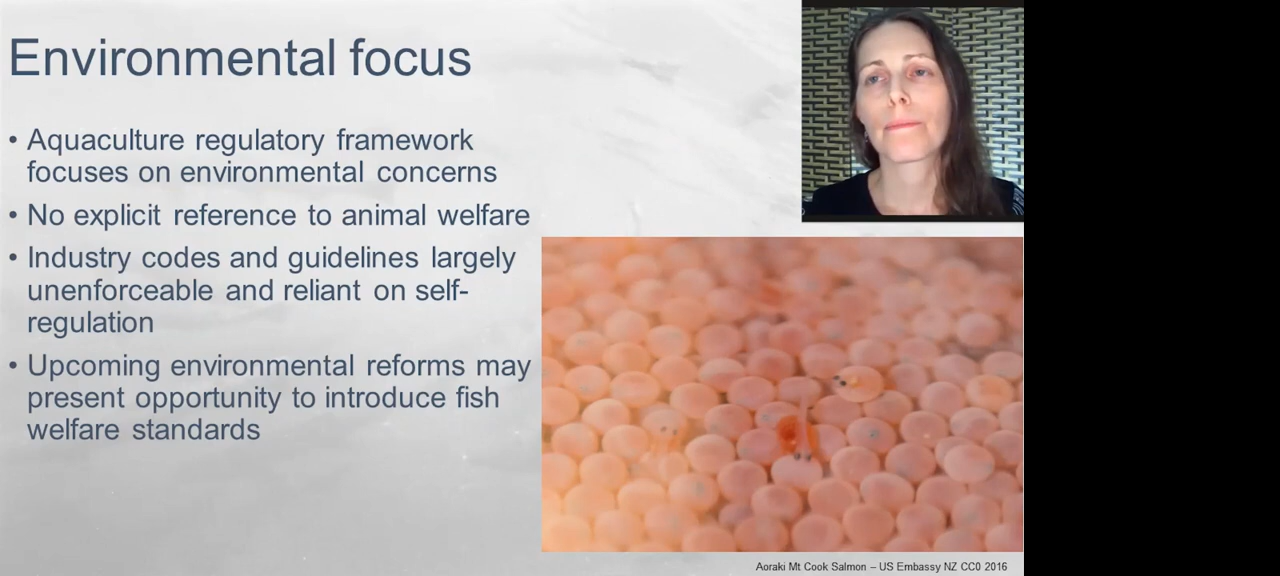 Environmental focus
• Aquaculture regulatory framework
focuses on environmental concerns
• No explicit reference to animal welfare
• Industry codes and guidelines largely
unenforceable and reliant on self-
regulation
• Upcoming environmental reforms may
present opportunity to introduce fish
welfare standards
Aoraki Mt Cook Salmon – US Embassy NZ CC0 2016